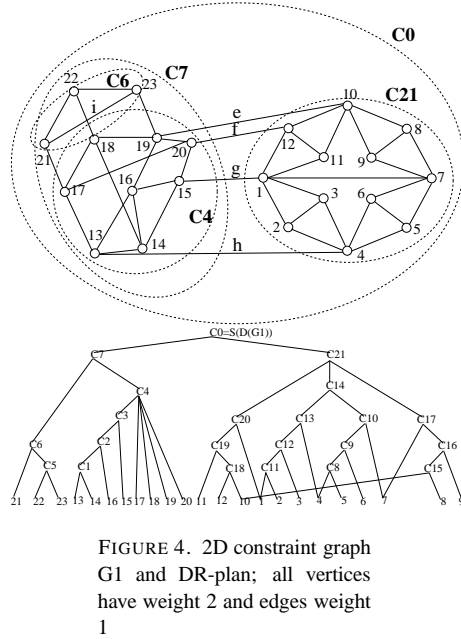 C0
C7
22
C6
23
C21
10
e
i
f
8
12
21
18
19
20
11
9
g
1
7
17
16
15
3
6
C4
2
5
13
14
h
4
C0=S(D(G1))
C7 C21
C4 C14
C3 C20 C13 C10 C17
C6 C2 C19 C12 C9 C16
C5 C1 C18 C11 C8 C15
21 22 23 13 14 16 15 17 18 19 20 11 12 10 1 2 3 4 5 6 7 8 9
FIGURE 4. 2D constraint graph
G1 and DR-plan; all vertices
have weight 2 and edges weight
1